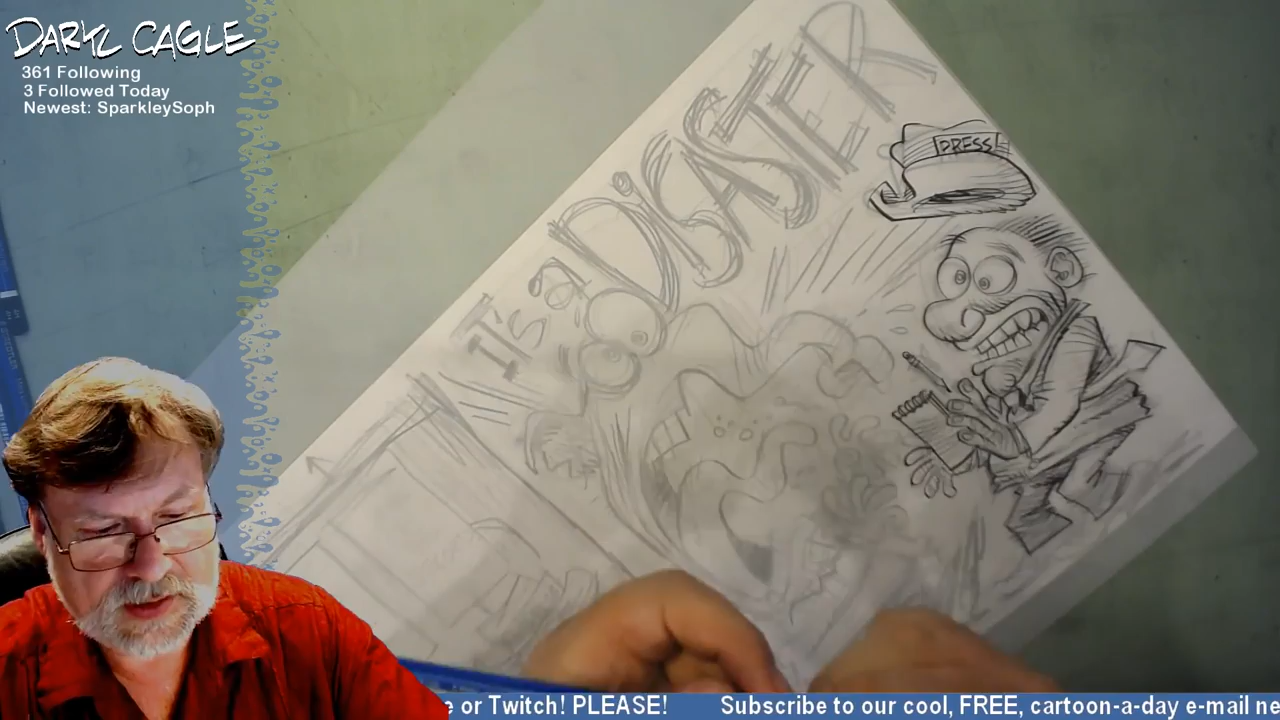 DARYL CAGLE
361 Following
3 Followed Today
Newest: SparkleySoph
IT's a DiSASTER
PRESS!
e or Twitch! PLEASE! Subscribe to our cool, FREE, cartoon-a-day e-mail ne